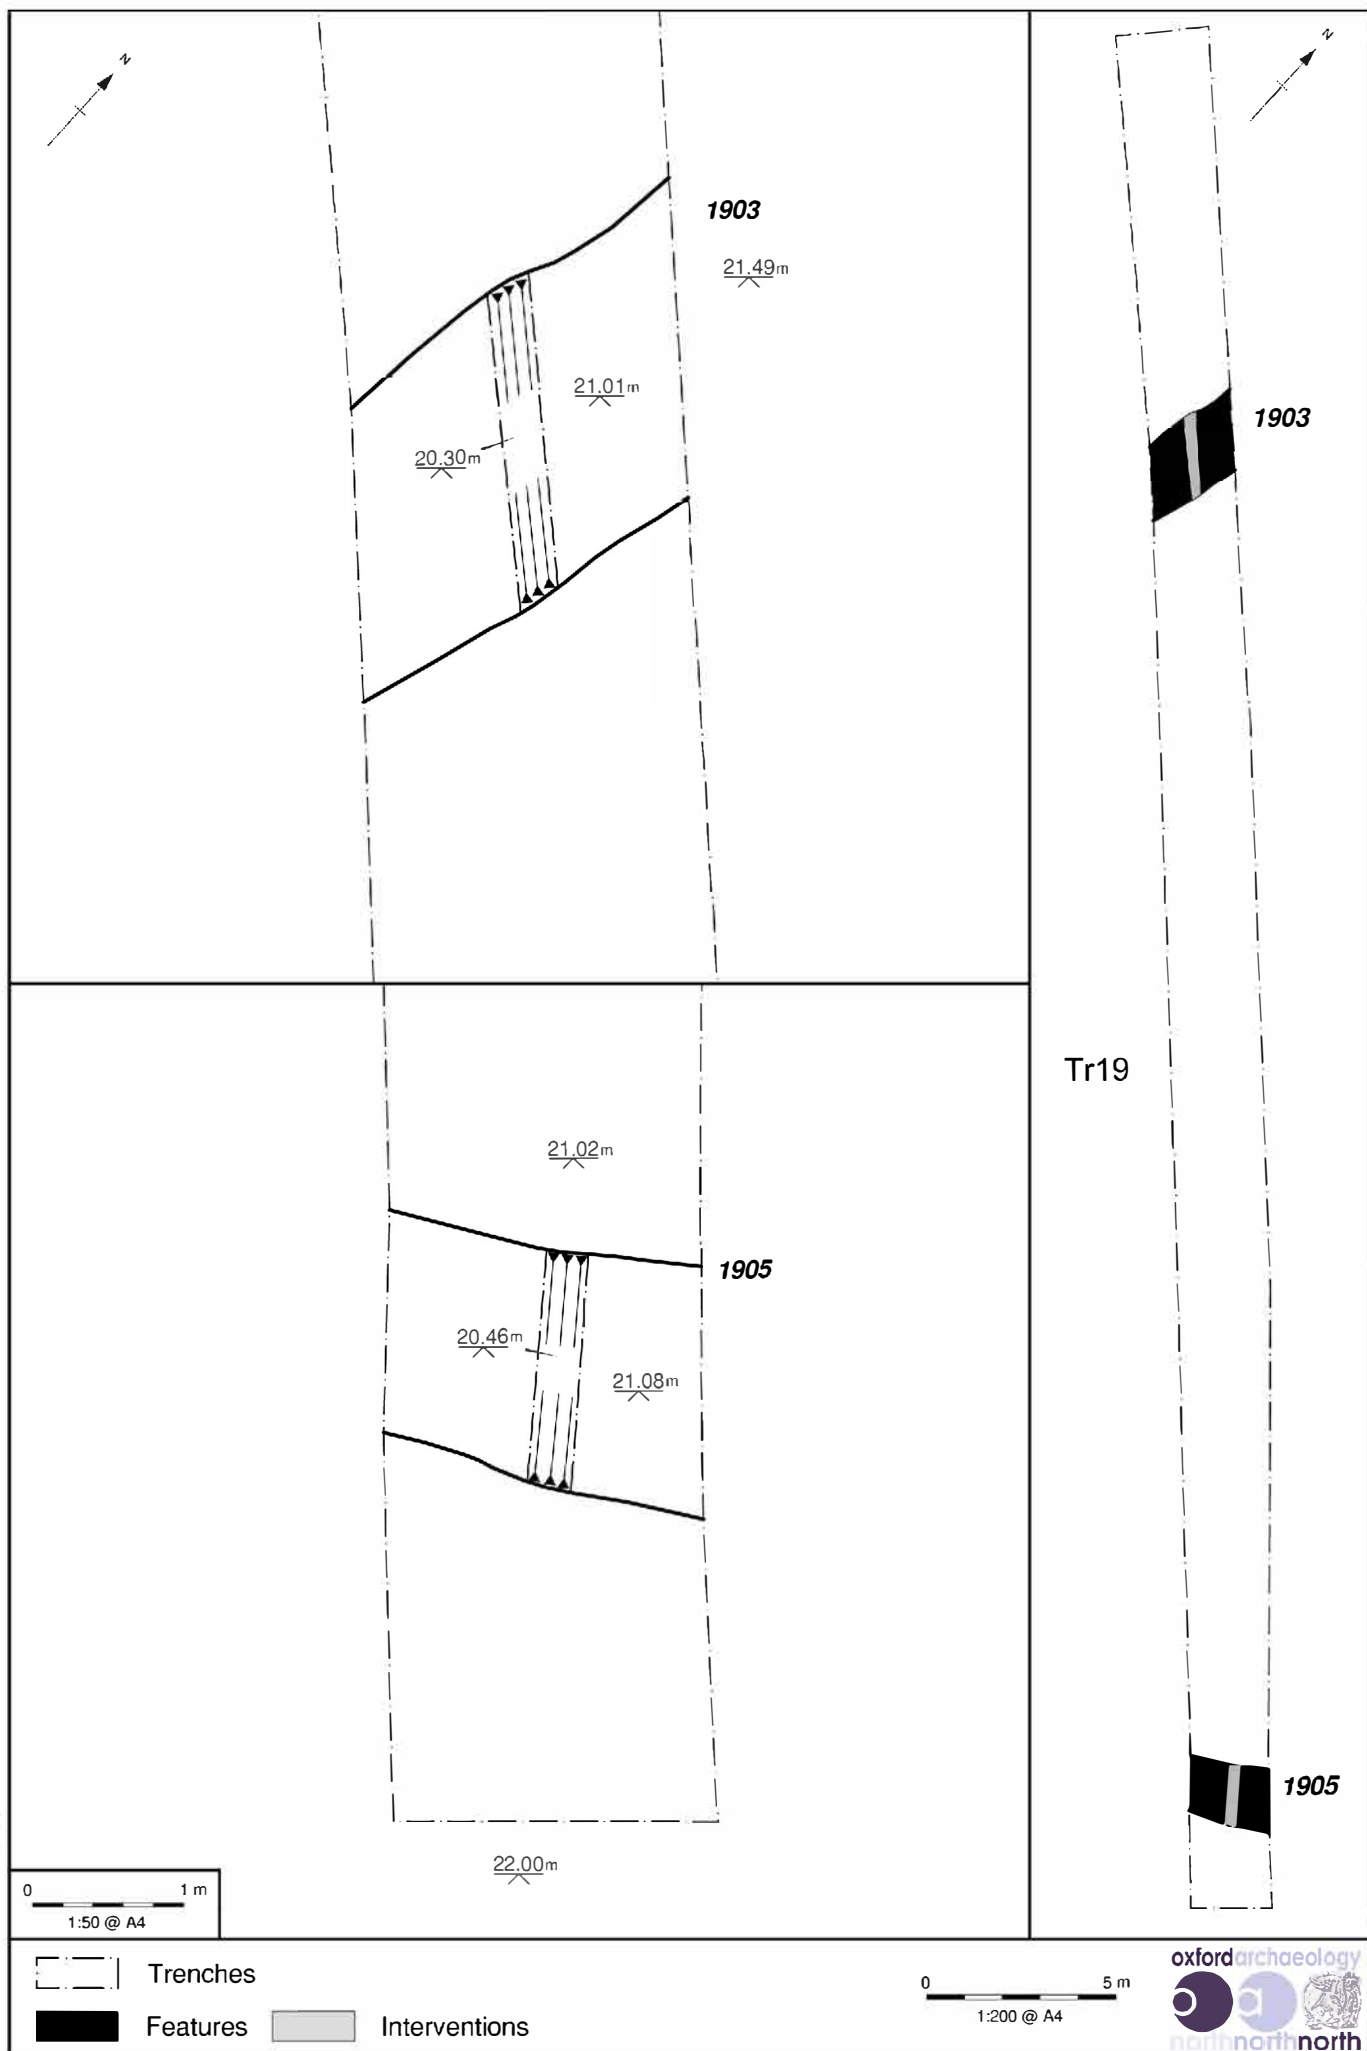 N
N
1903
21.49m
21.01m
20.30m
1903
Tr19
21.02m
1905
20.46m
21.08m
1905
22.00m
0 1 m
1:50 @ A4
Trenches
Features
Interventions
0 5 m
1:200 @ A4
oxfordarchaeology
northnorthnorth